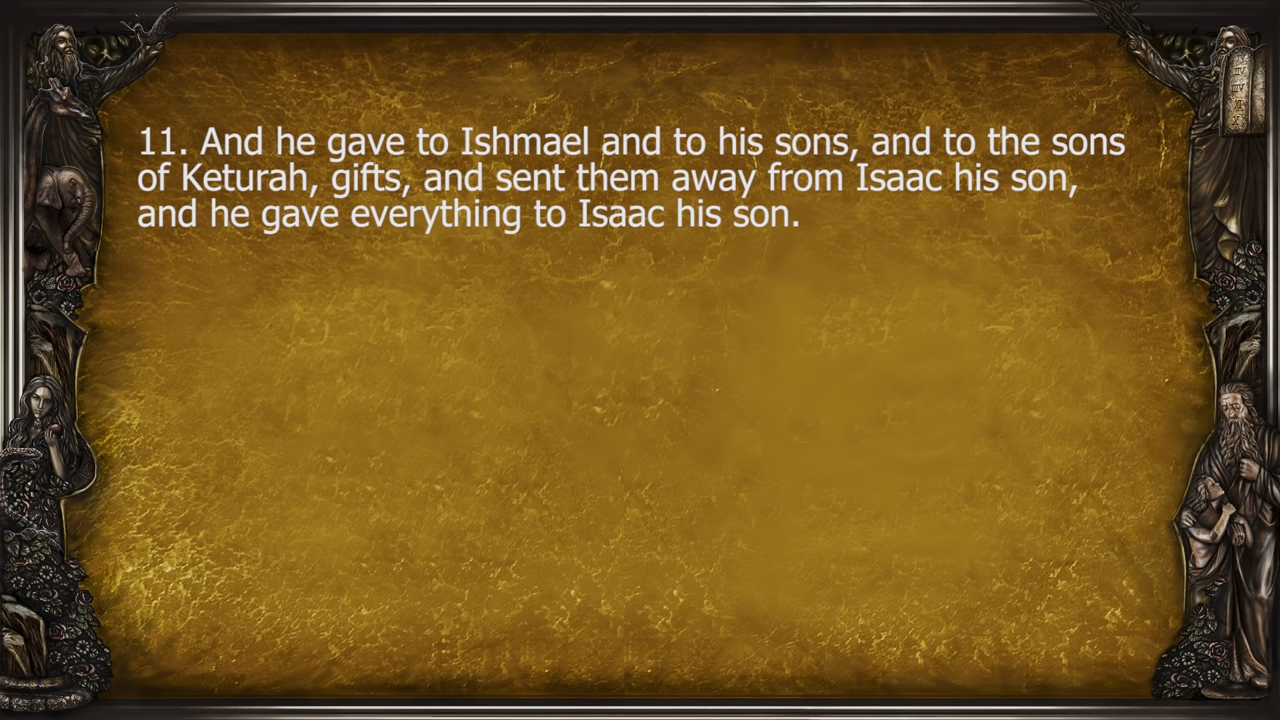 11. And he gave to Ishmael and to his sons, and to the sons
of Keturah, gifts, and sent them away from Isaac his son,
and he gave everything to Isaac his son.